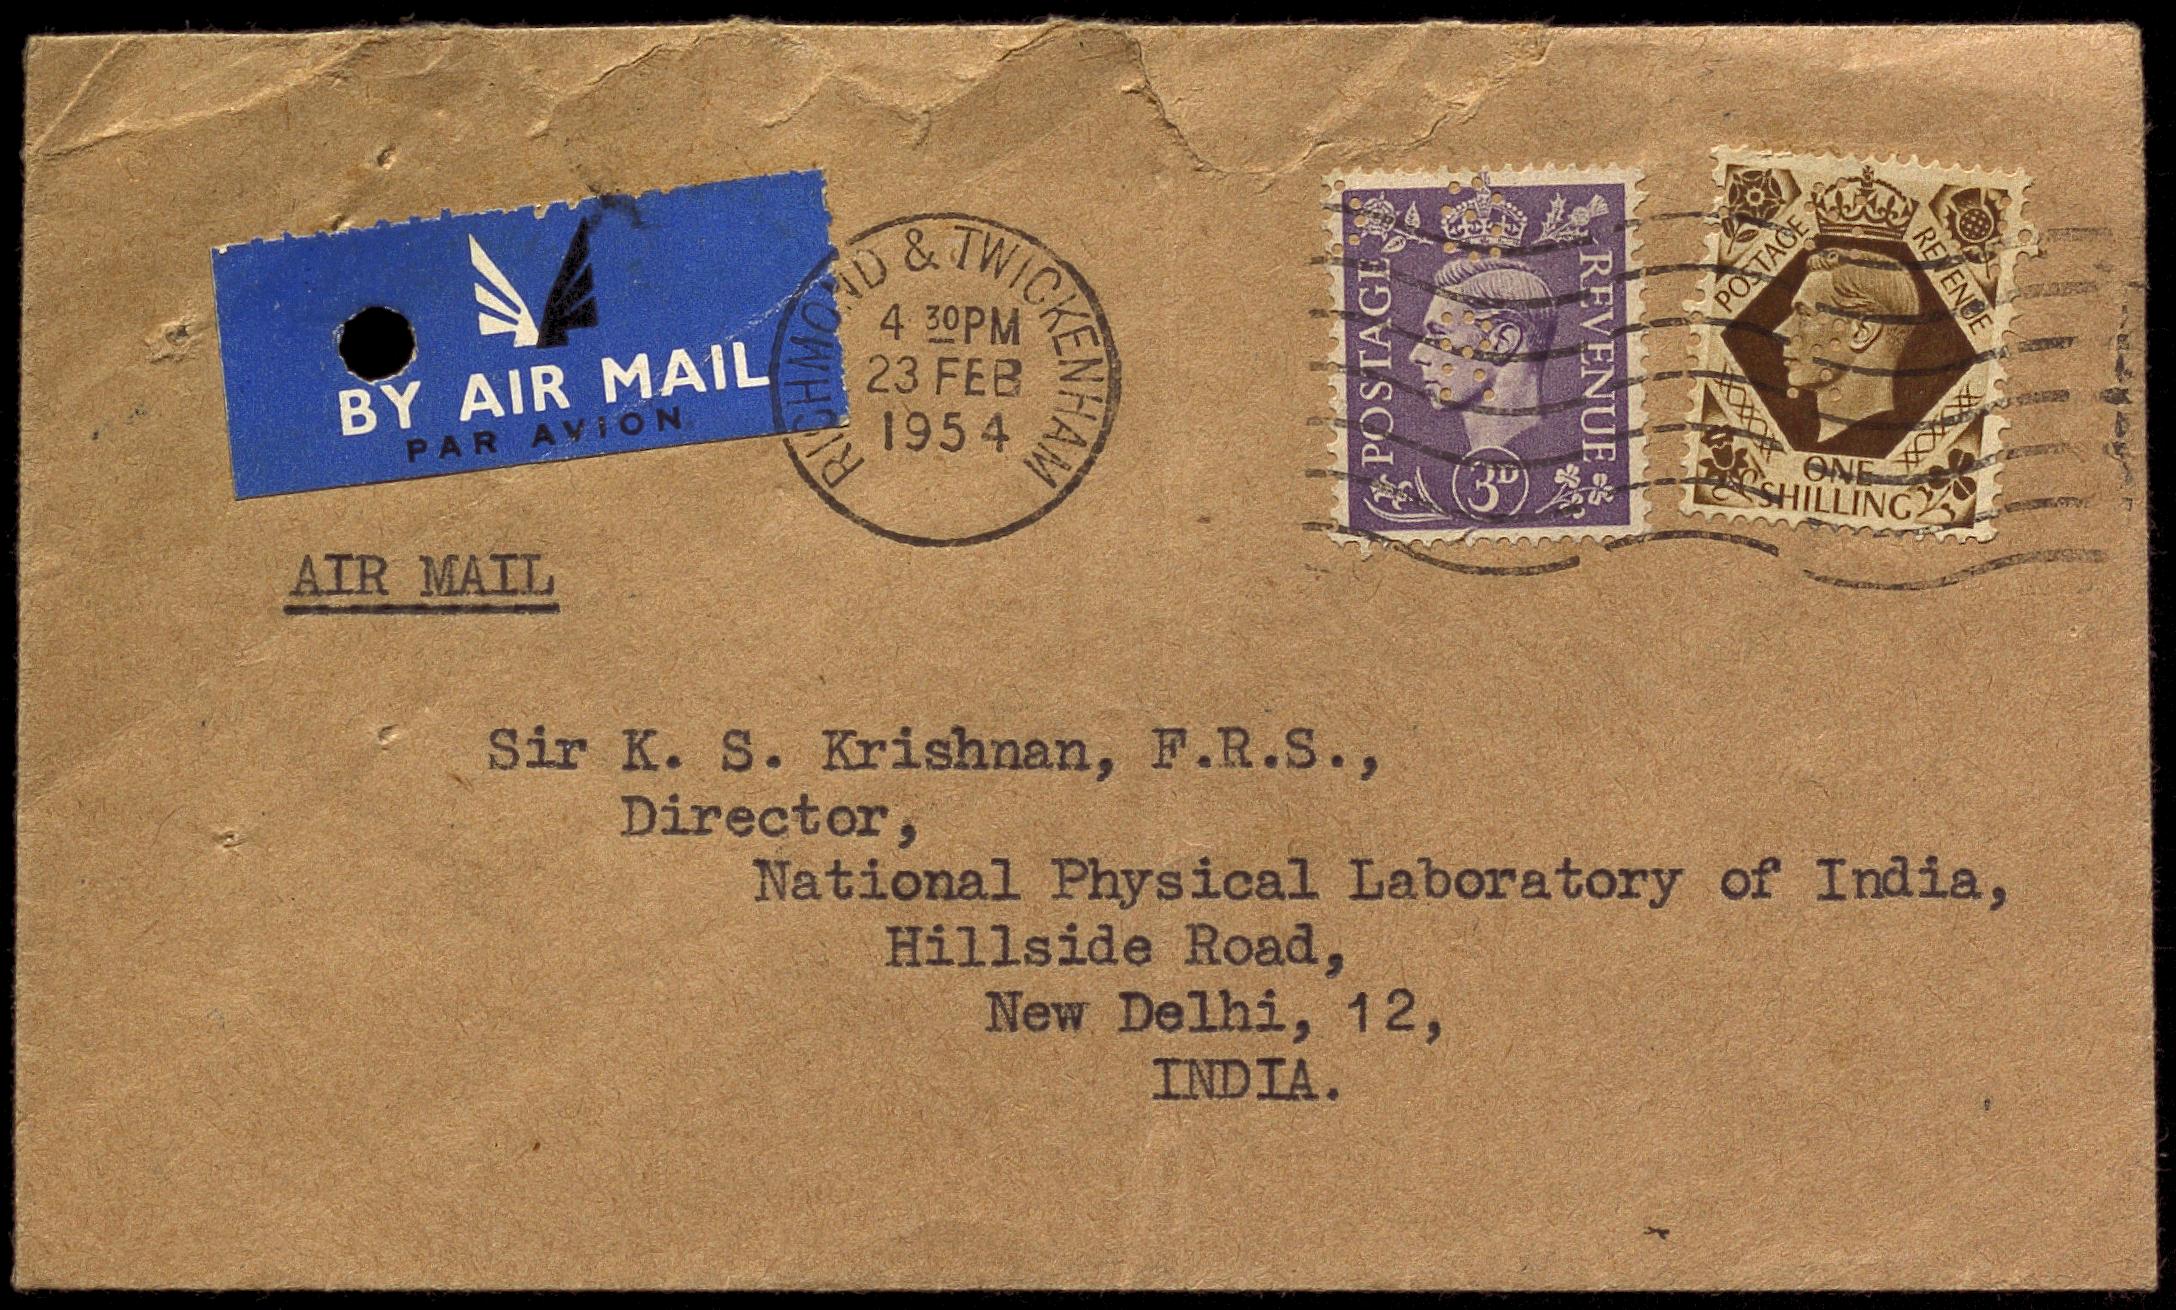 BY AIR MAIL
PAR AVION
RICHMOND & TWICKENHAM
4 30PM
23 FEB
1954
POSTAGE
REVENUE
3D
POSTAGE
REVENUE
ONE
SHILLING
AIR MAIL
Sir K. S. Krishnan, F.R.S.,
Director,
National Physical Laboratory of India,
Hillside Road,
New Delhi, 12,
INDIA.